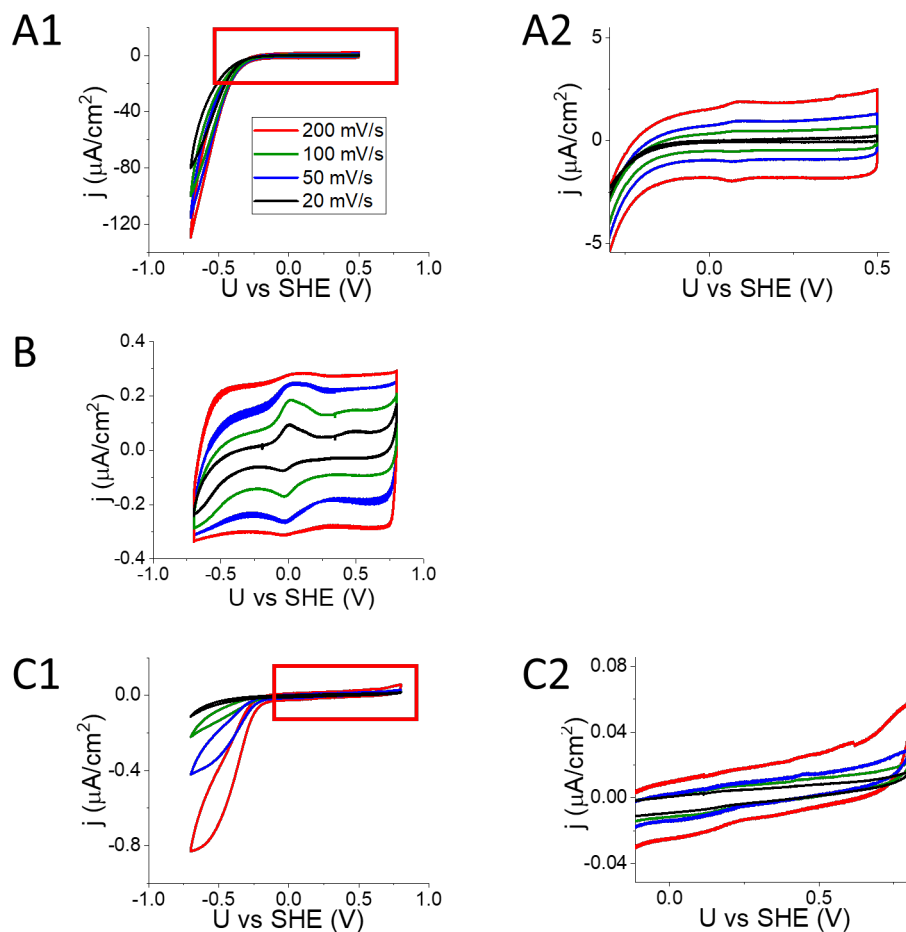 A1
j (μA/cm²)
0
-40
-80
-120
-1.0 -0.5 0.0 0.5 1.0
U vs SHE (V)
200 mV/s
100 mV/s
50 mV/s
20 mV/s
A2
j (μA/cm²)
5
0
-5
0.0 0.5
U vs SHE (V)
B
j (μA/cm²)
0.4
0.2
0.0
-0.2
-0.4
-1.0 -0.5 0.0 0.5 1.0
U vs SHE (V)
C1
j (μA/cm²)
0.0
-0.4
-0.8
-1.0 -0.5 0.0 0.5 1.0
U vs SHE (V)
C2
j (μA/cm²)
0.08
0.04
0.00
-0.04
0.0 0.5
U vs SHE (V)